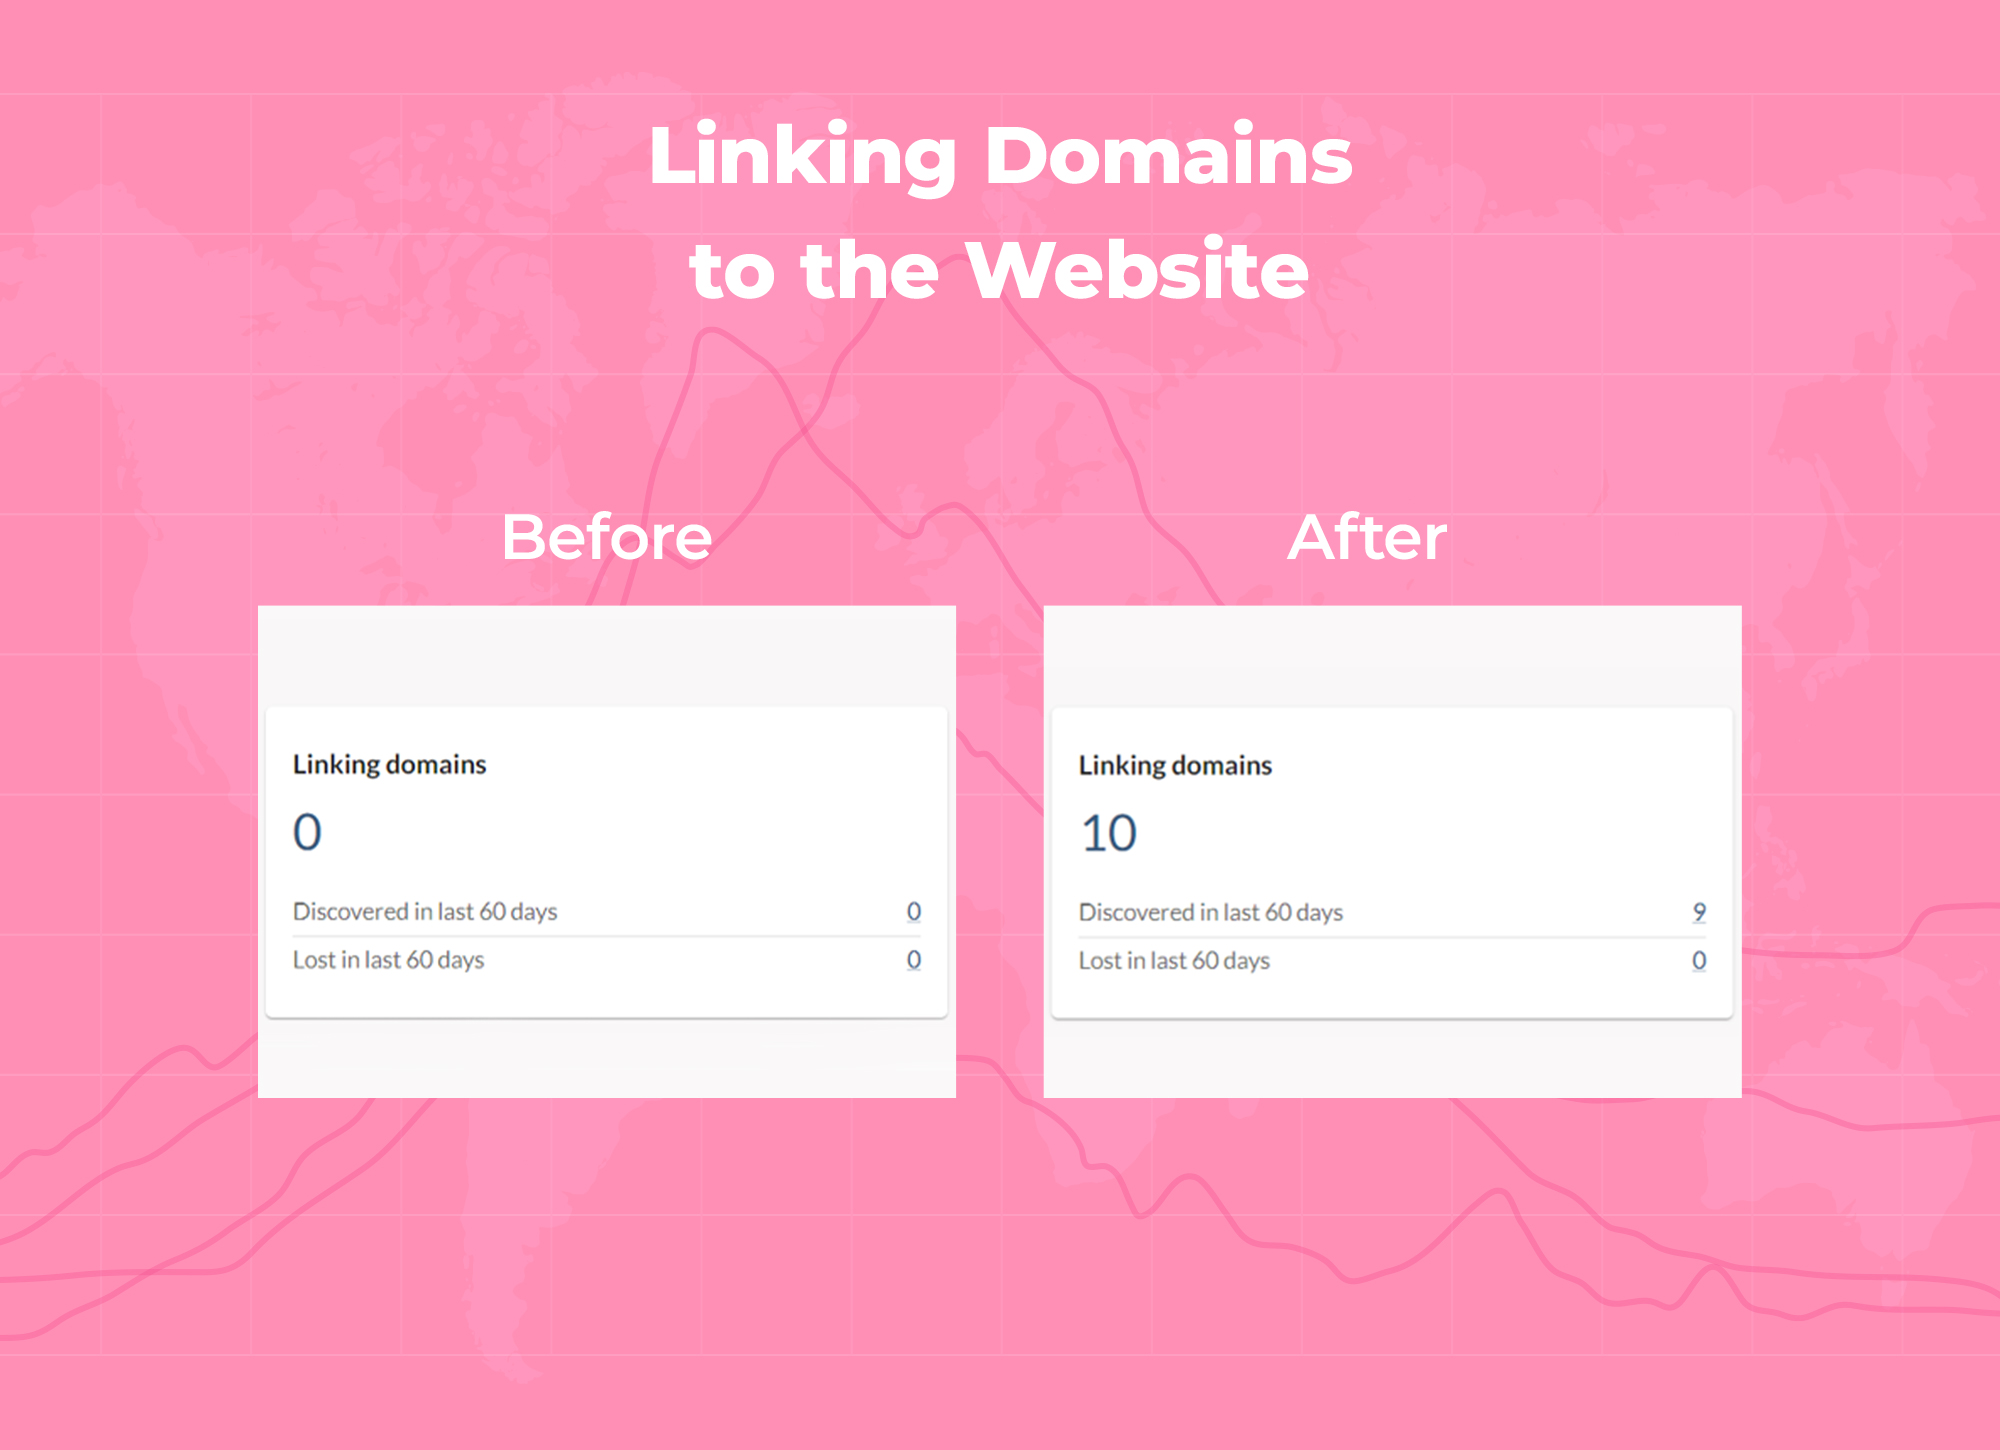 Linking Domains
to the Website
Before
Linking domains
0
Discovered in last 60 days 0
Lost in last 60 days 0
After
Linking domains
10
Discovered in last 60 days 9
Lost in last 60 days 0